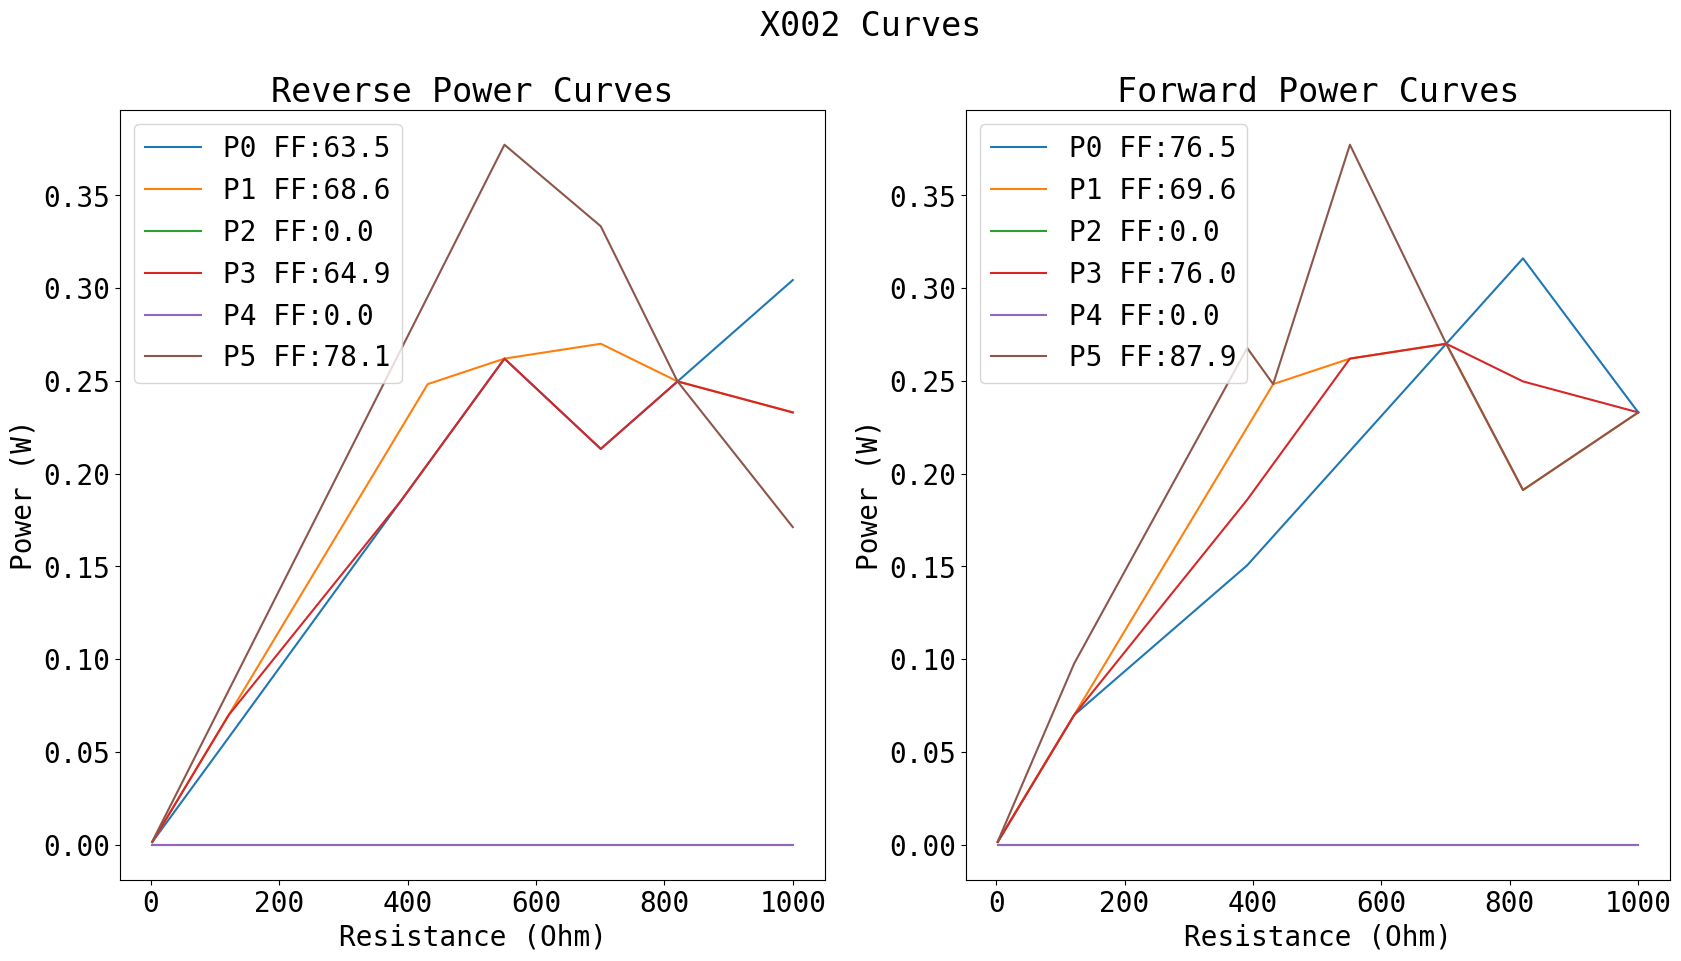 X002 Curves
Reverse Power Curves
P0 FF:63.5
P1 FF:68.6
P2 FF:0.0
P3 FF:64.9
P4 FF:0.0
P5 FF:78.1
0.35
0.30
0.25
0.20
0.15
0.10
0.05
0.00
Power (W)
0 200 400 600 800 1000
Resistance (Ohm)
Forward Power Curves
P0 FF:76.5
P1 FF:69.6
P2 FF:0.0
P3 FF:76.0
P4 FF:0.0
P5 FF:87.9
0.35
0.30
0.25
0.20
0.15
0.10
0.05
0.00
Power (W)
0 200 400 600 800 1000
Resistance (Ohm)